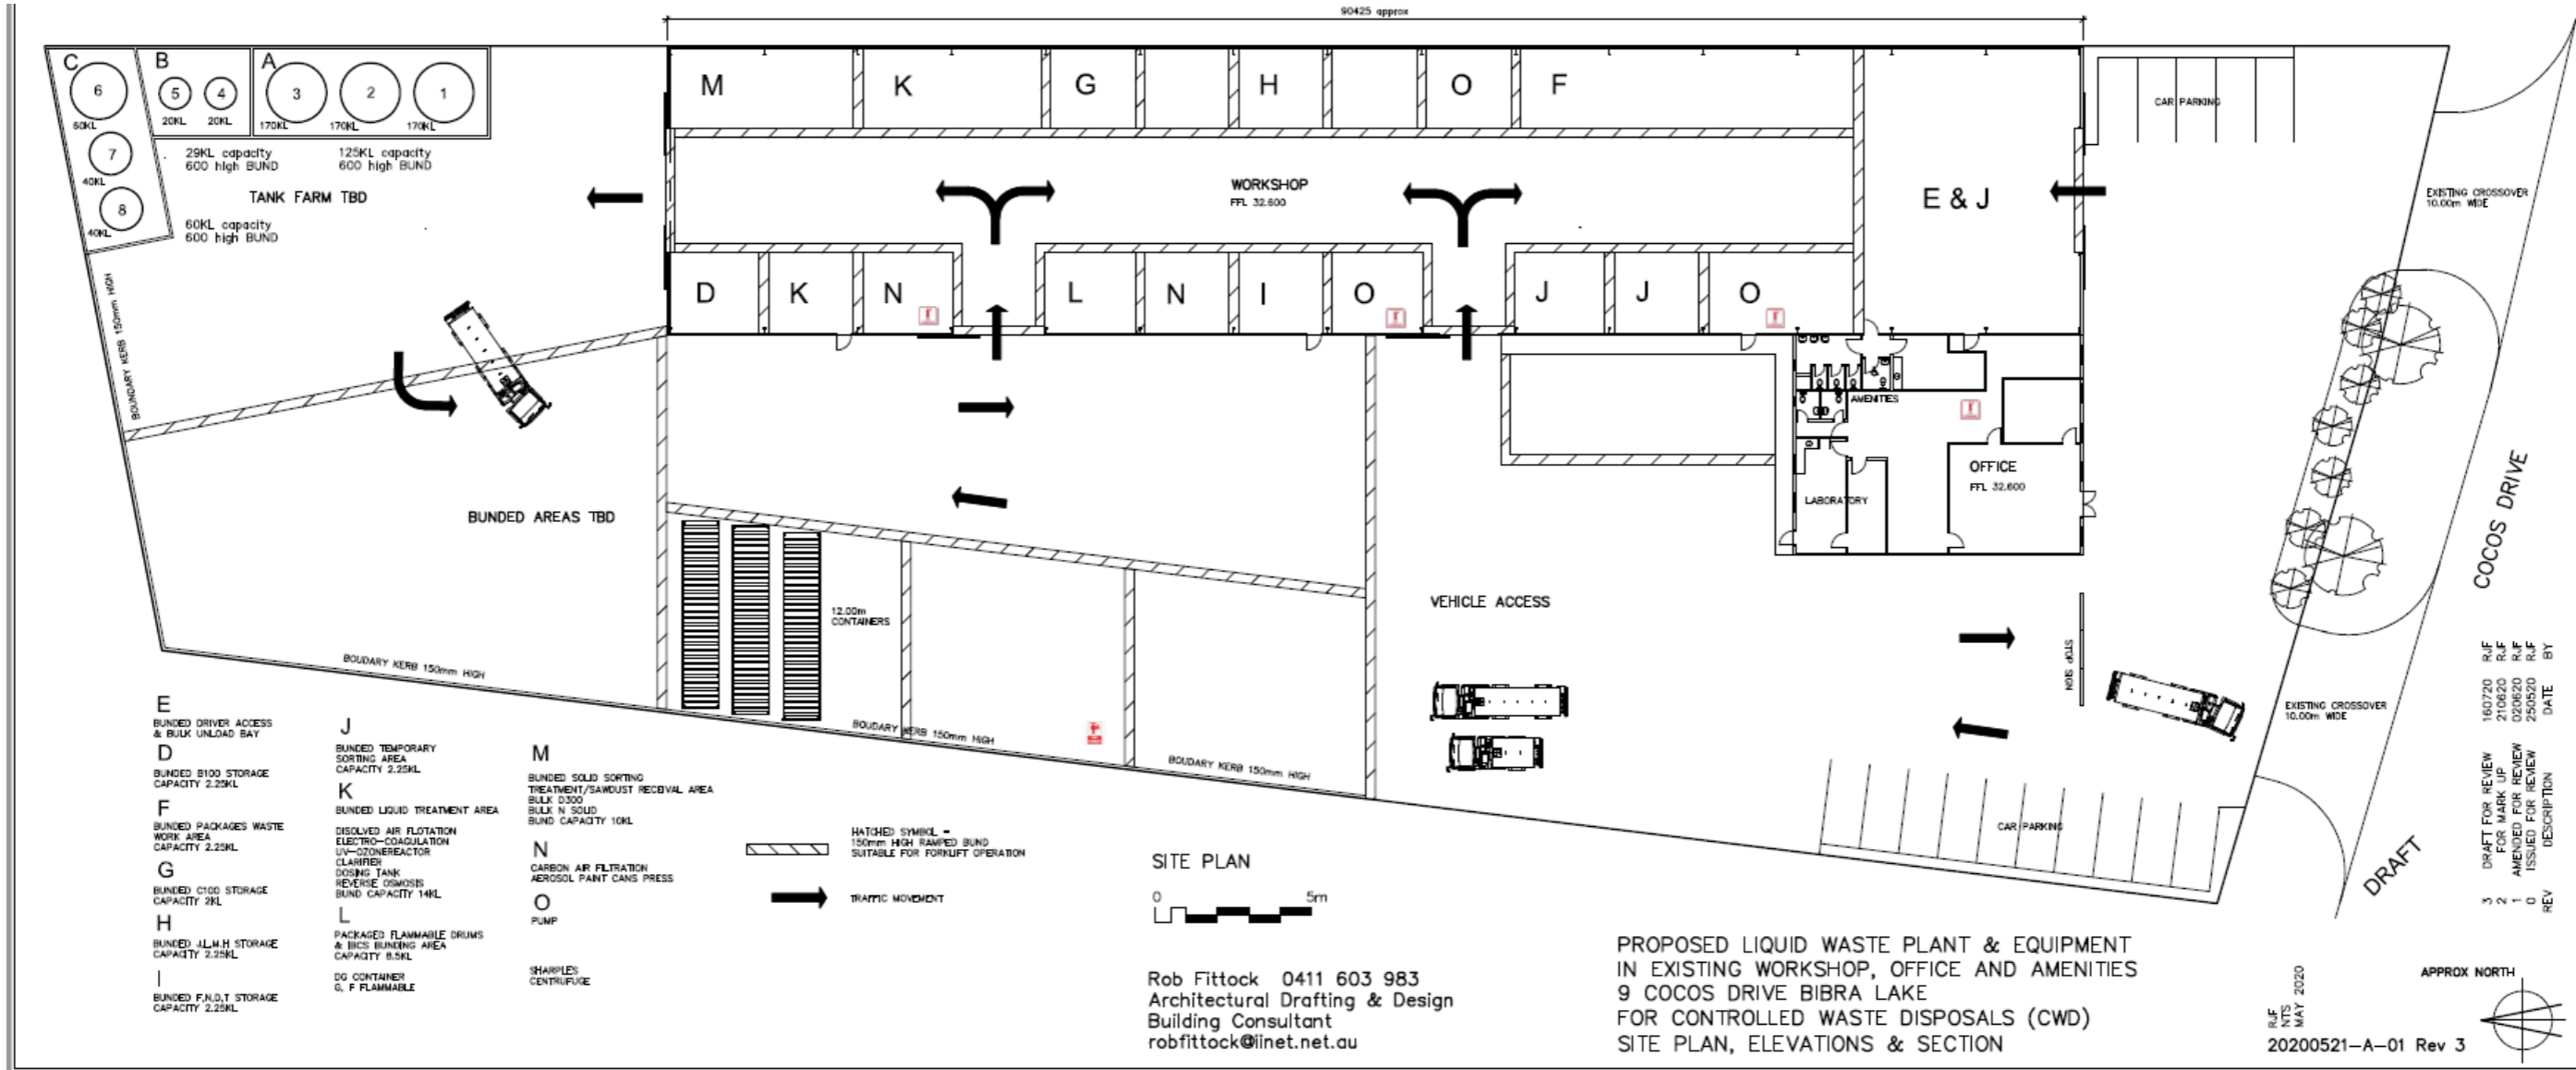 90425 approx
C
B
A
6
5
4
3
2
1
60KL
20KL
20KL
170KL
170KL
170KL
7
40KL
8
40KL
29KL capacity
600 high BUND
125KL capacity
600 high BUND
TANK FARM TBD
60KL capacity
600 high BUND
BOUNDARY KERB 150mm HIGH
M
K
G
H
O
F
WORKSHOP
FFL 32.600
E & J
D
K
N
L
N
I
O
J
J
O
CAR PARKING
EXISTING CROSSOVER
10.00m WIDE
COCOS DRIVE
AMENITIES
OFFICE
FFL 32.600
LABORATORY
BUNDED AREAS TBD
12.00m
CONTAINERS
VEHICLE ACCESS
STOP SIGN
EXISTING CROSSOVER
10.00m WIDE
CAR PARKING
BOUDARY KERB 150mm HIGH
BOUDARY KERB 150mm HIGH
BOUDARY KERB 150mm HIGH
E
BUNDED DRIVER ACCESS
& BULK UNLOAD BAY
D
BUNDED B100 STORAGE
CAPACITY 2.25KL
F
BUNDED PACKAGES WASTE
WORK AREA
CAPACITY 2.25KL
G
BUNDED C100 STORAGE
CAPACITY 2KL
H
BUNDED J,L,M,H STORAGE
CAPACITY 2.25KL
I
BUNDED F,N,D,T STORAGE
CAPACITY 2.25KL
J
BUNDED TEMPORARY
SORTING AREA
CAPACITY 2.25KL
K
BUNDED LIQUID TREATMENT AREA
DISOLVED AIR FLOTATION
ELECTRO-COAGULATION
UV-OZONEREACTOR
CLARIFIER
DOSING TANK
REVERSE OSMOSIS
BUND CAPACITY 14KL
L
PACKAGED FLAMMABLE DRUMS
& IBCS BUNDING AREA
CAPACITY 8.5KL
DG CONTAINER
G, F FLAMMABLE
M
BUNDED SOLID SORTING
TREATMENT/SAWDUST RECEIVAL AREA
BULK D300
BULK N SOLID
BUND CAPACITY 10KL
N
CARBON AIR FILTRATION
AEROSOL PAINT CANS PRESS
O
PUMP
SHARPLES
CENTRUFUGE
HATCHED SYMBOL =
150mm HIGH RAMPED BUND
SUITABLE FOR FORKLIFT OPERATION
TRAFFIC MOVEMENT
SITE PLAN
0 5m
Rob Fittock 0411 603 983
Architectural Drafting & Design
Building Consultant
robfittock@iinet.net.au
PROPOSED LIQUID WASTE PLANT & EQUIPMENT
IN EXISTING WORKSHOP, OFFICE AND AMENITIES
9 COCOS DRIVE BIBRA LAKE
FOR CONTROLLED WASTE DISPOSALS (CWD)
SITE PLAN, ELEVATIONS & SECTION
DRAFT
3 DRAFT FOR REVIEW 160720 RJF
2 FOR MARK UP 210620 RJF
1 AMENDED FOR REVIEW 020620 RJF
0 ISSUED FOR REVIEW 250520 RJF
REV DESCRIPTION DATE BY
RJF
NTS
MAY 2020
20200521-A-01 Rev 3
APPROX NORTH